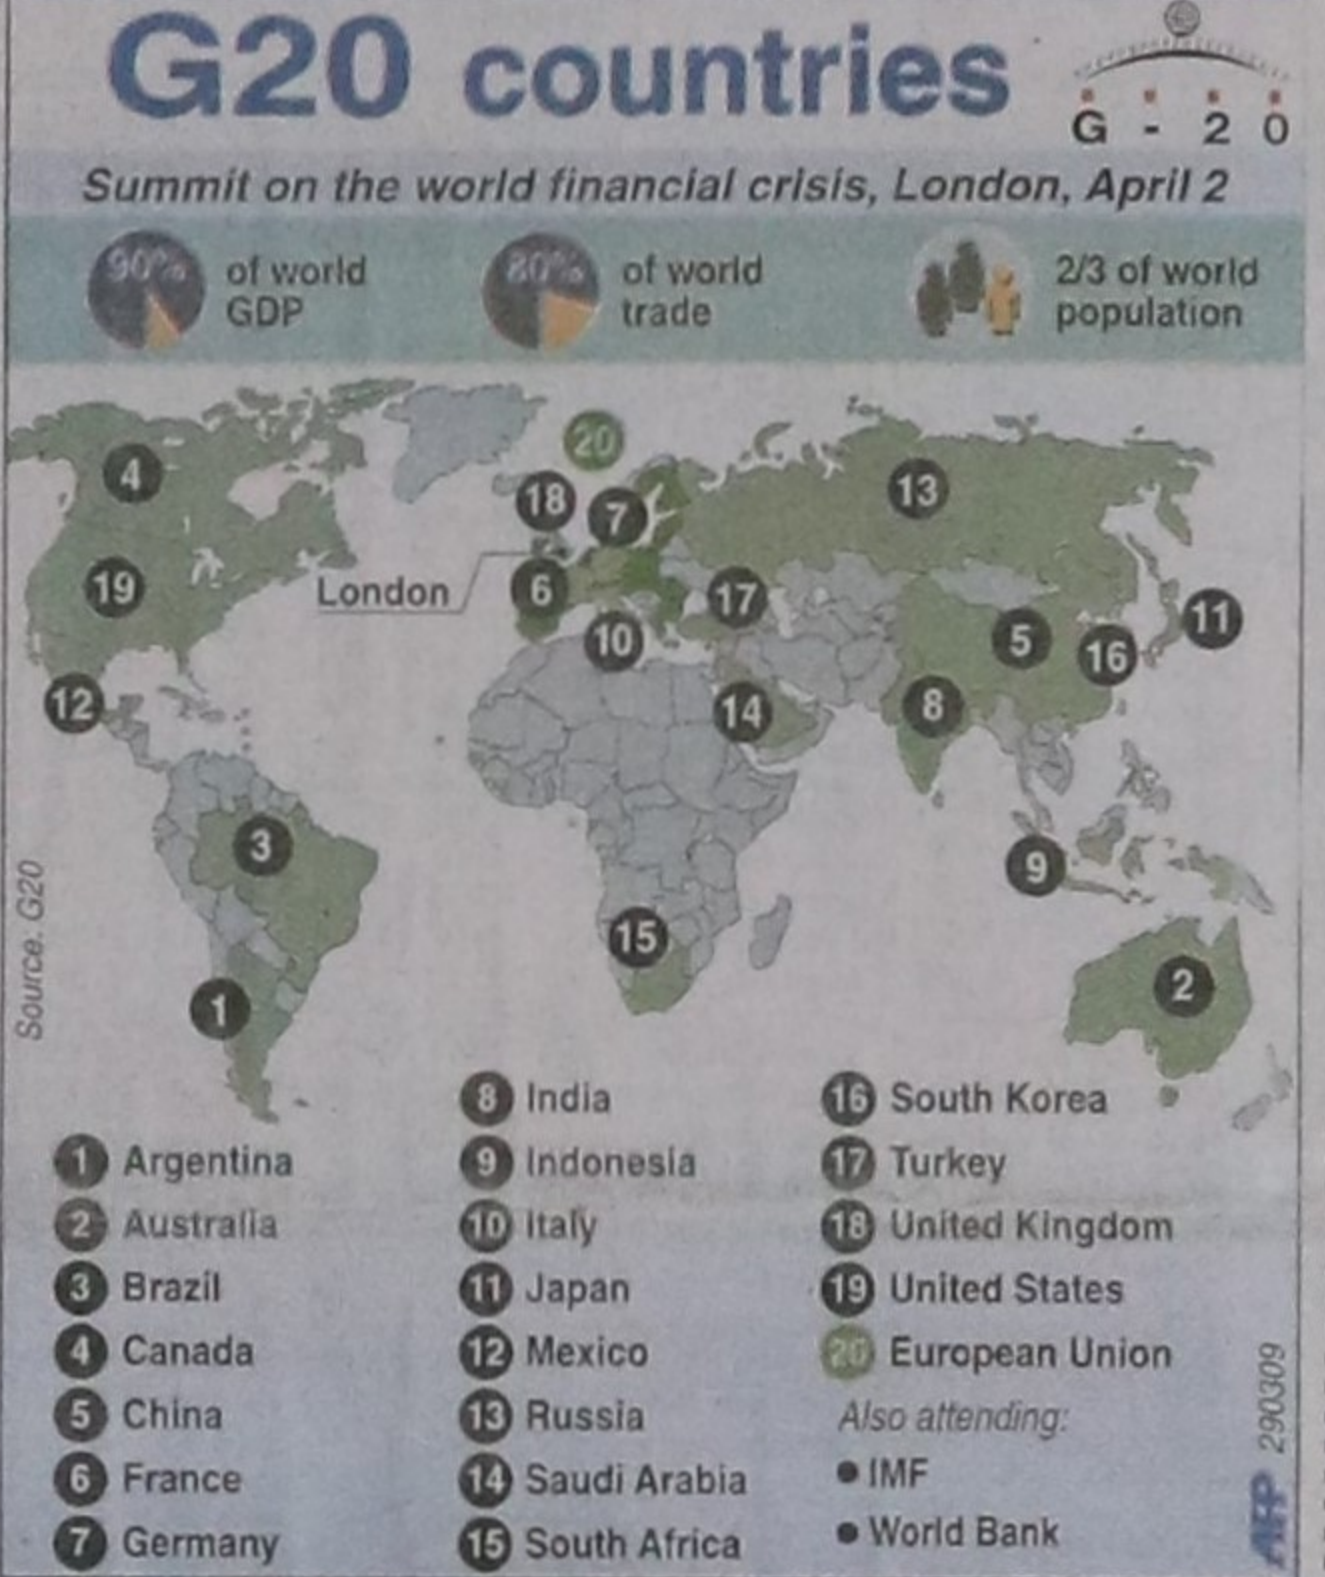 G20 countries
G - 2 0
Summit on the world financial crisis, London, April 2
90% of world
GDP
80% of world
trade
2/3 of world
population
20
4
18
7
13
19
London
6
17
11
10
5
16
12
14
8
3
9
15
2
1
Source. G20
1 Argentina
2 Australia
3 Brazil
4 Canada
5 China
6 France
7 Germany
8 India
9 Indonesia
10 Italy
11 Japan
12 Mexico
13 Russia
14 Saudi Arabia
15 South Africa
16 South Korea
17 Turkey
18 United Kingdom
19 United States
20 European Union
Also attending:
• IMF
• World Bank
AFP 290309